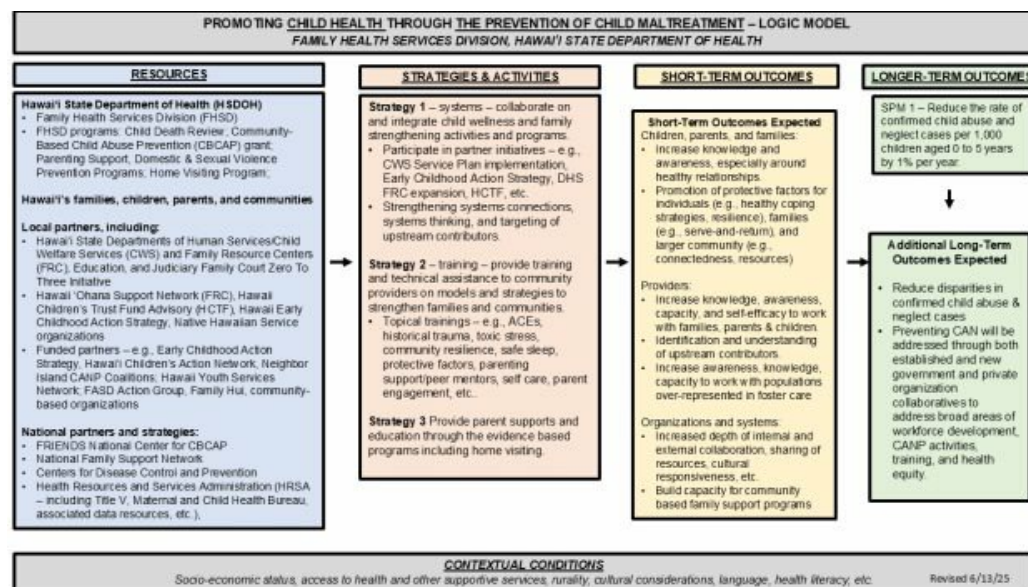 PROMOTING CHILD HEALTH THROUGH THE PREVENTION OF CHILD MALTREATMENT – LOGIC MODEL
FAMILY HEALTH SERVICES DIVISION, HAWAI'I STATE DEPARTMENT OF HEALTH
RESOURCES
Hawai'i State Department of Health (HSDOH)
• Family Health Services Division (FHSD)
• FHSD programs: Child Death Review, Community-
Based Child Abuse Prevention (CBCAP) grant;
Parenting Support, Domestic & Sexual Violence
Prevention Programs; Home Visiting Program;
Hawai'i's families, children, parents, and communities
Local partners, including:
• Hawai'i State Departments of Human Services/Child
Welfare Services (CWS) and Family Resource Centers
(FRC), Education, and Judiciary Family Court Zero To
Three Initiative
• Hawaii 'Ohana Support Network (FRC), Hawaii
Children's Trust Fund Advisory (HCTF), Hawaii Early
Childhood Action Strategy, Native Hawaiian Service
organizations
• Funded partners – e.g., Early Childhood Action
Strategy, Hawai'i Children's Action Network, Neighbor
Island CANP Coalitions; Hawaii Youth Services
Network; FASD Action Group, Family Hui, community-
based organizations
National partners and strategies:
• FRIENDS National Center for CBCAP
• National Family Support Network
• Centers for Disease Control and Prevention
• Health Resources and Services Administration (HRSA
– including Title V, Maternal and Child Health Bureau,
associated data resources, etc.),
STRATEGIES & ACTIVITIES
Strategy 1 – systems – collaborate on
and integrate child wellness and family
strengthening activities and programs.
• Participate in partner initiatives – e.g.,
CWS Service Plan implementation,
Early Childhood Action Strategy, DHS
FRC expansion, HCTF, etc.
• Strengthening systems connections,
systems thinking, and targeting of
upstream contributors.
Strategy 2 – training – provide training
and technical assistance to community
providers on models and strategies to
strengthen families and communities.
• Topical trainings – e.g., ACEs,
historical trauma, toxic stress,
community resilience, safe sleep,
protective factors, parenting
support/peer mentors, self care, parent
engagement, etc..
Strategy 3 Provide parent supports and
education through the evidence based
programs including home visiting.
SHORT-TERM OUTCOMES
Short-Term Outcomes Expected
Children, parents, and families:
• Increase knowledge and
awareness, especially around
healthy relationships.
• Promotion of protective factors for
individuals (e.g., healthy coping
strategies, resilience), families
(e.g., serve-and-return), and
larger community (e.g.,
connectedness, resources)
Providers:
• Increase knowledge, awareness,
capacity, and self-efficacy to work
with families, parents & children.
• Identification and understanding
of upstream contributors.
• Increase awareness, knowledge,
capacity to work with populations
over-represented in foster care
Organizations and systems:
• Increased depth of internal and
external collaboration, sharing of
resources, cultural
responsiveness, etc.
• Build capacity for community
based family support programs
LONGER-TERM OUTCOMES
SPM 1 – Reduce the rate of
confirmed child abuse and
neglect cases per 1,000
children aged 0 to 5 years
by 1% per year.
Additional Long-Term
Outcomes Expected
• Reduce disparities in
confirmed child abuse &
neglect cases
• Preventing CAN will be
addressed through both
established and new
government and private
organization
collaboratives to
address broad areas of
workforce development,
CANP activities,
training, and health
equity.
CONTEXTUAL CONDITIONS
Socio-economic status, access to health and other supportive services, rurality, cultural considerations, language, health literacy, etc.
Revised 6/13/25